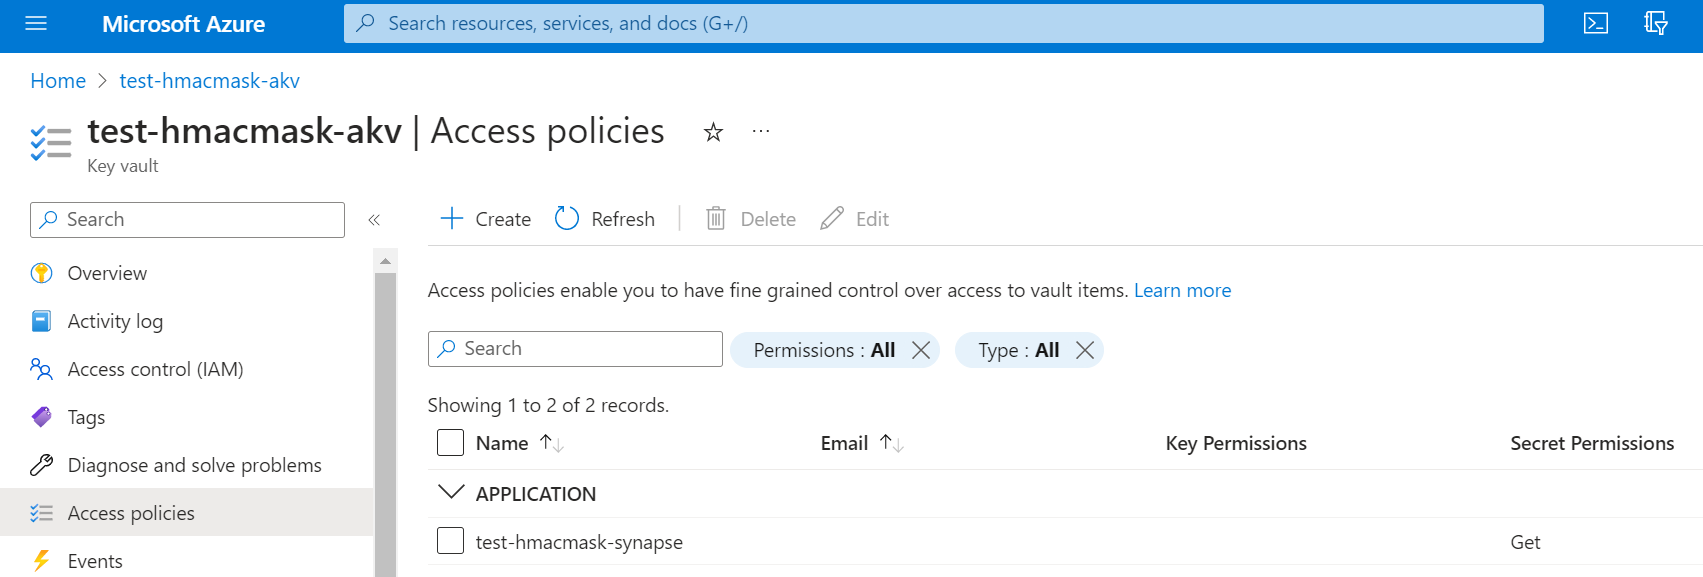 Microsoft Azure
Search resources, services, and docs (G+/)
Home > test-hmacmask-akv
test-hmacmask-akv | Access policies
Key vault
Search
Create Refresh Delete Edit
Overview
Activity log
Access control (IAM)
Tags
Diagnose and solve problems
Access policies
Events
Access policies enable you to have fine grained control over access to vault items. Learn more
Search Permissions : All Type : All
Showing 1 to 2 of 2 records.
Name Email Key Permissions Secret Permissions
APPLICATION
test-hmacmask-synapse Get